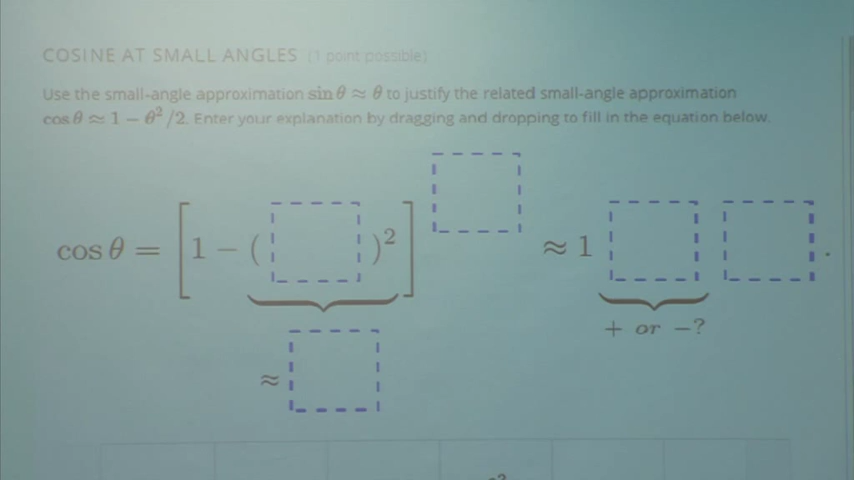 COSINE AT SMALL ANGLES (1 point possible)
Use the small-angle approximation sin θ ≈ θ to justify the related small-angle approximation
cos θ ≈ 1 − θ²/2. Enter your explanation by dragging and dropping to fill in the equation below.
cos θ = [1 − ( )²] ≈ 1 .
+ or −?
≈